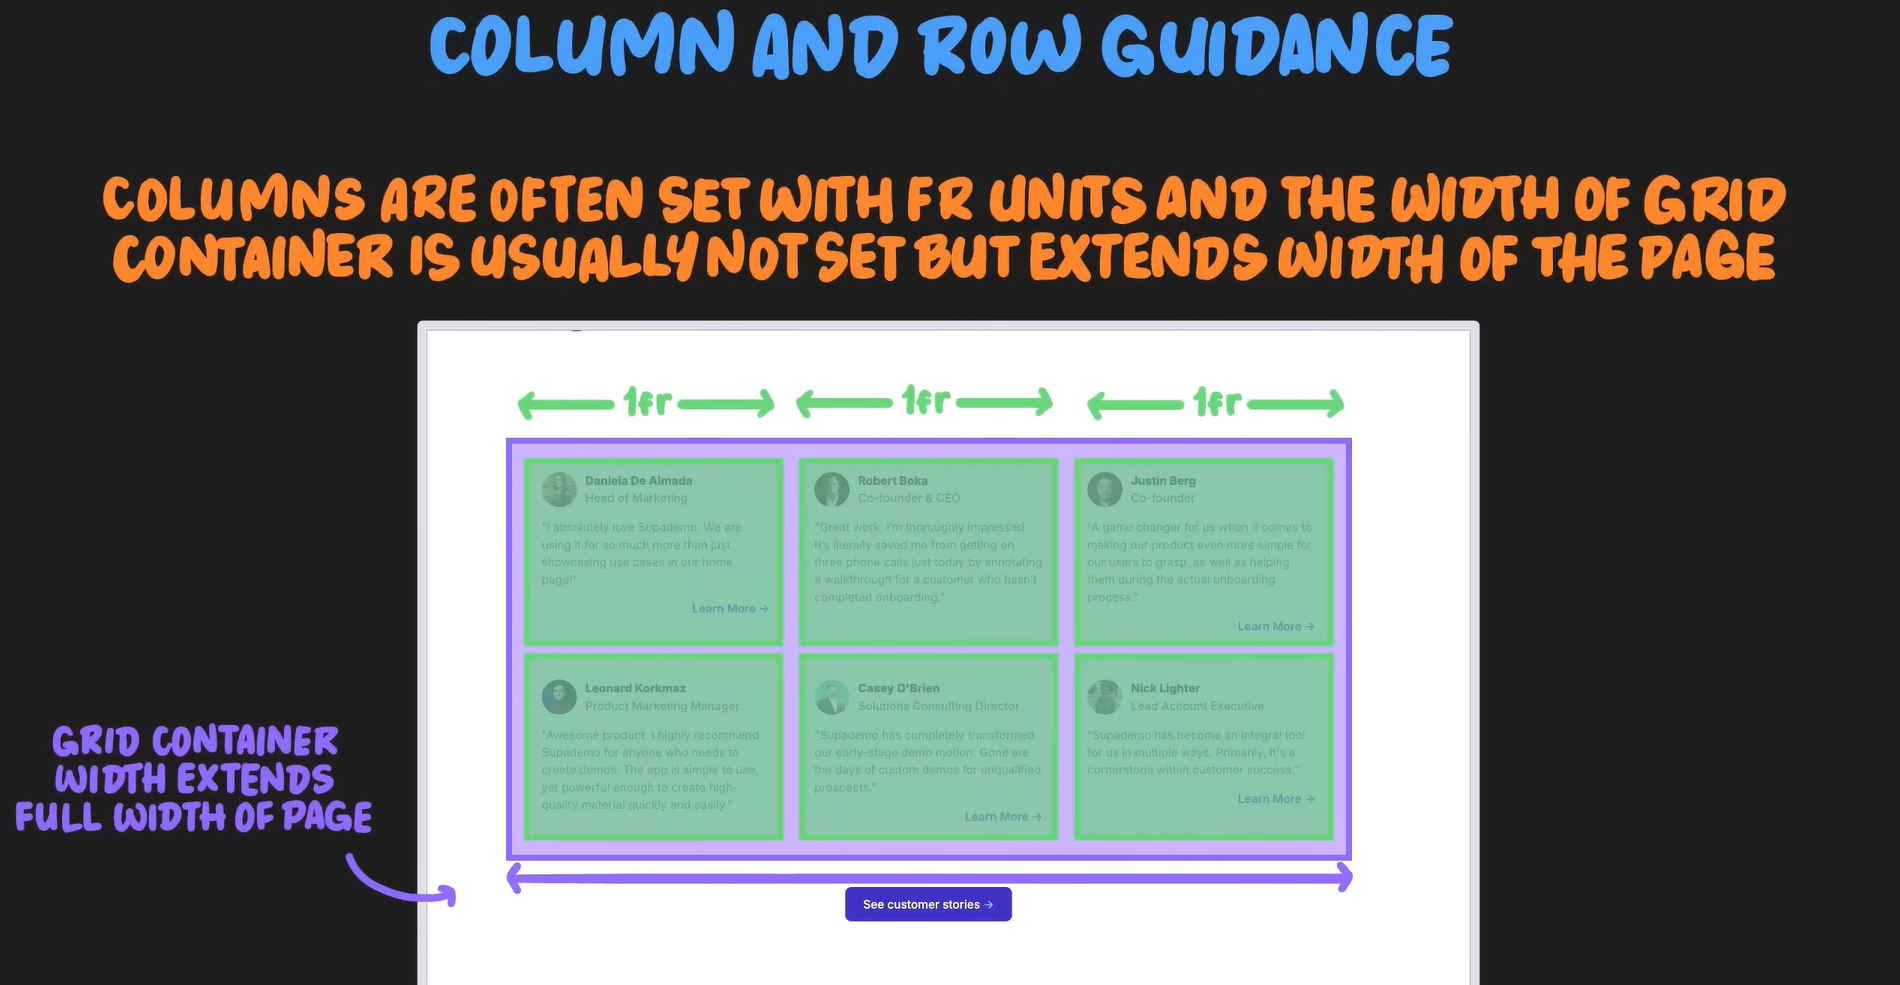 COLUMN AND ROW GUIDANCE
COLUMNS ARE OFTEN SET WITH FR UNITS AND THE WIDTH OF GRID
CONTAINER IS USUALLY NOT SET BUT EXTENDS WIDTH OF THE PAGE
1fr
1fr
1fr
Daniela De Almada
Head of Marketing
"I absolutely love Supademo. We are
using it for so much more than just
showcasing use cases in our home
page!"
Learn More →
Robert Boka
Co-founder & CEO
"Great work, I'm thoroughly impressed.
It's literally saved me from getting on
three phone calls just today by annotating
a walkthrough for a customer who hasn't
completed onboarding."
Justin Berg
Co-founder
"A game changer for us when it comes to
making our product even more simple for
our users to grasp, as well as helping
them during the actual onboarding
process."
Learn More →
Leonard Korkmaz
Product Marketing Manager
"Awesome product, I highly recommend
Supademo for anyone who needs to
create demos. The app is simple to use,
yet powerful enough to create high-
quality material quickly and easily."
Casey O'Brien
Solutions Consulting Director
"Supademo has completely transformed
our early-stage demo motion. Gone are
the days of custom demos for unqualified
prospects."
Learn More →
Nick Lighter
Lead Account Executive
"Supademo has become an integral tool
for us in multiple ways. Primarily, it's a
cornerstone within customer success."
Learn More →
GRID CONTAINER
WIDTH EXTENDS
FULL WIDTH OF PAGE
See customer stories →